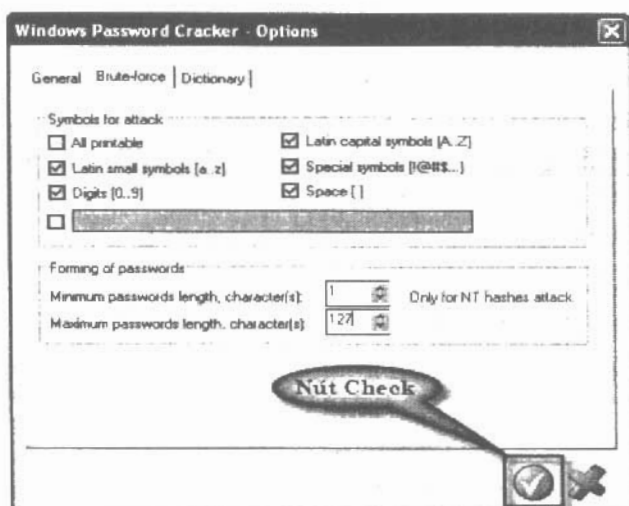 Windows Password Cracker - Options
General Brute-force Dictionary
Symbols for attack
All printable
Latin capital symbols [A..Z]
Latin small symbols [a..z]
Special symbols [!@#$...]
Digits [0..9]
Space [ ]
Forming of passwords
Minimum passwords length, character(s): 1 Only for NT hashes attack
Maximum passwords length, character(s): 127
Nút Check